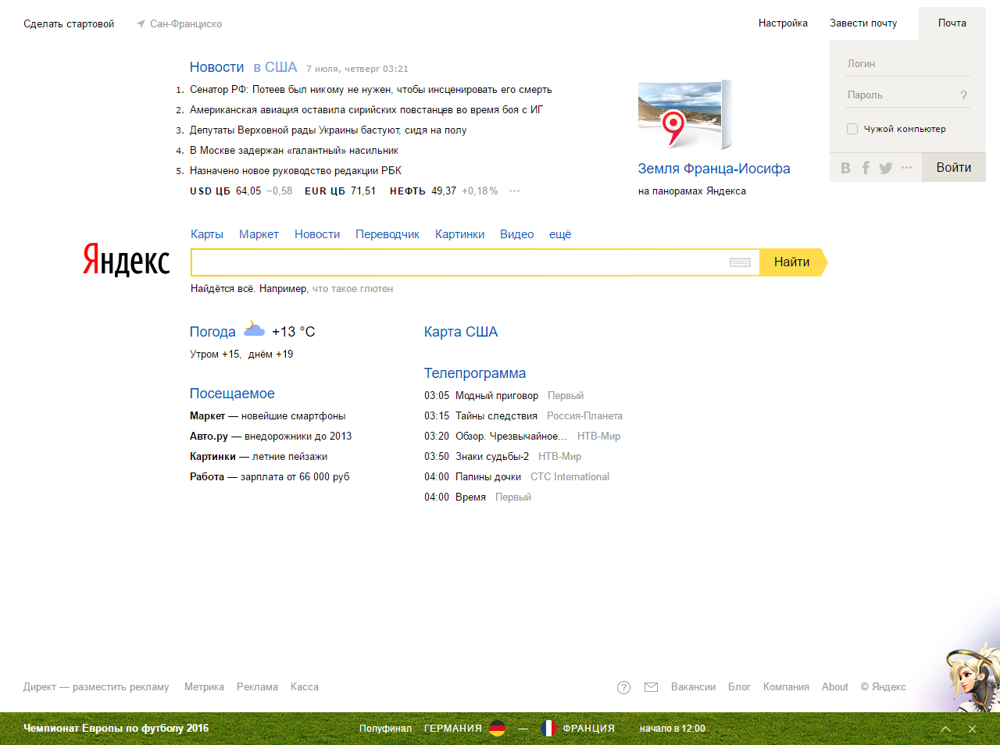 Сделать стартовой Сан-Франциско Настройка Завести почту Почта
Новости в США 7 июля, четверг 03:21
1. Сенатор РФ: Потеев был никому не нужен, чтобы инсценировать его смерть
2. Американская авиация оставила сирийских повстанцев во время боя с ИГ
3. Депутаты Верховной рады Украины бастуют, сидя на полу
4. В Москве задержан «галантный» насильник
5. Назначено новое руководство редакции РБК
USD ЦБ 64,05 −0,58 EUR ЦБ 71,51 НЕФТЬ 49,37 +0,18% ···
Земля Франца-Иосифа
на панорамах Яндекса
Логин
Пароль ?
Чужой компьютер
В f ··· Войти
Карты Маркет Новости Переводчик Картинки Видео ещё
Яндекс Найти
Найдётся всё. Например, что такое глютен
Погода +13 °C
Утром +15, днём +19
Посещаемое
Маркет — новейшие смартфоны
Авто.ру — внедорожники до 2013
Картинки — летние пейзажи
Работа — зарплата от 66 000 руб
Карта США
Телепрограмма
03:05 Модный приговор Первый
03:15 Тайны следствия Россия-Планета
03:20 Обзор. Чрезвычайное... НТВ-Мир
03:50 Знаки судьбы-2 НТВ-Мир
04:00 Папины дочки СТС International
04:00 Время Первый
Директ — разместить рекламу Метрика Реклама Касса ? Вакансии Блог Компания About © Яндекс
Чемпионат Европы по футболу 2016 Полуфинал ГЕРМАНИЯ — ФРАНЦИЯ начало в 12:00